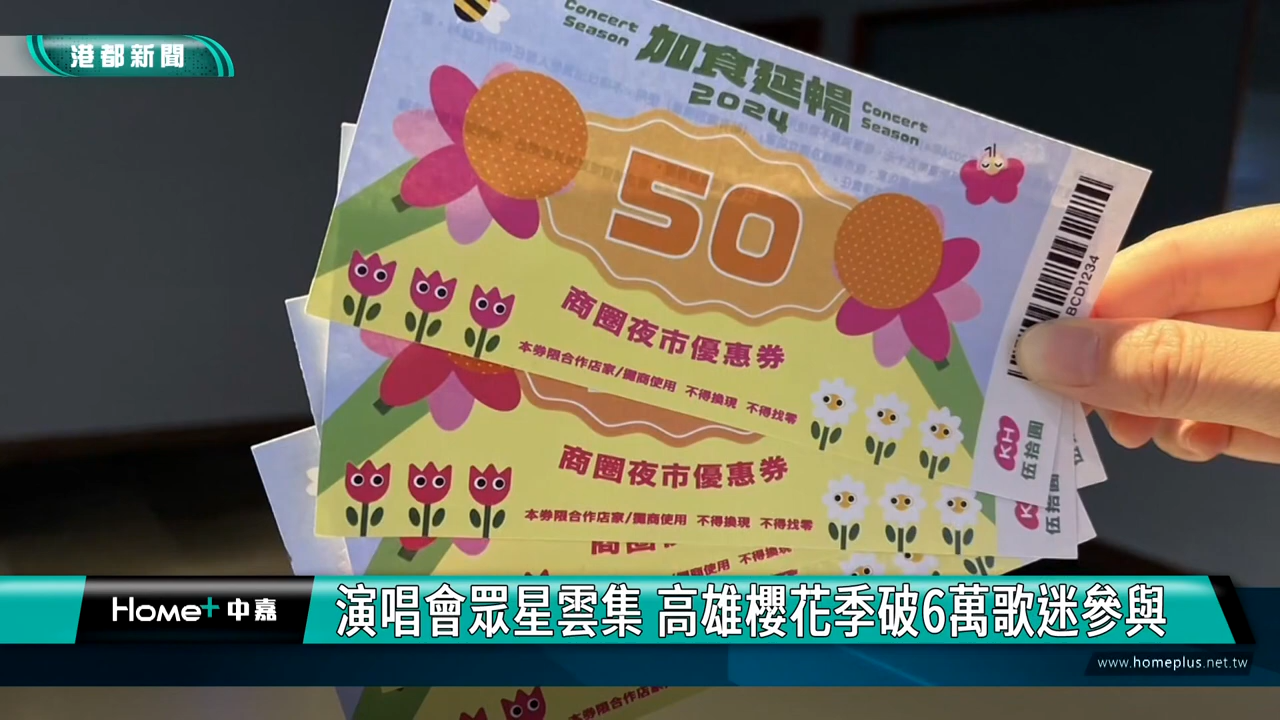 港都新聞
Concert
Season
加食延暢
2024
Concert
Season
50
商圈夜市優惠券
本券限合作店家/攤商使用 不得換現 不得找零
BCD1234
KH
伍拾圓
商圈夜市優惠券
本券限合作店家/攤商使用 不得換現 不得找零
伍拾圓
Home+中嘉
演唱會眾星雲集 高雄櫻花季破6萬歌迷參與
www.homeplus.net.tw